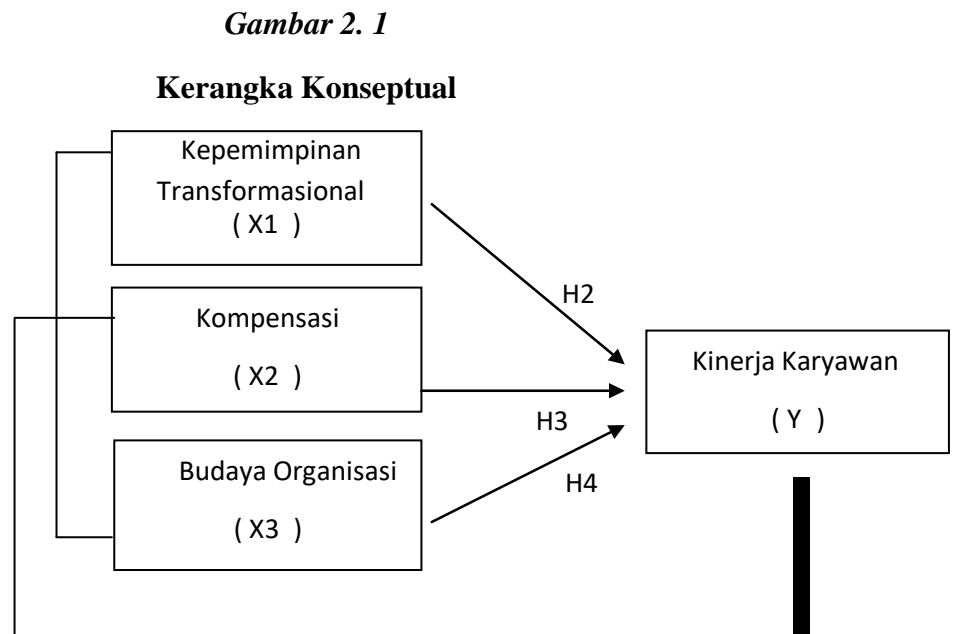 Gambar 2. 1
Kerangka Konseptual
Kepemimpinan
Transformasional
( X1 )
H2
Kompensasi
( X2 )
Kinerja Karyawan
( Y )
H3
Budaya Organisasi
( X3 )
H4